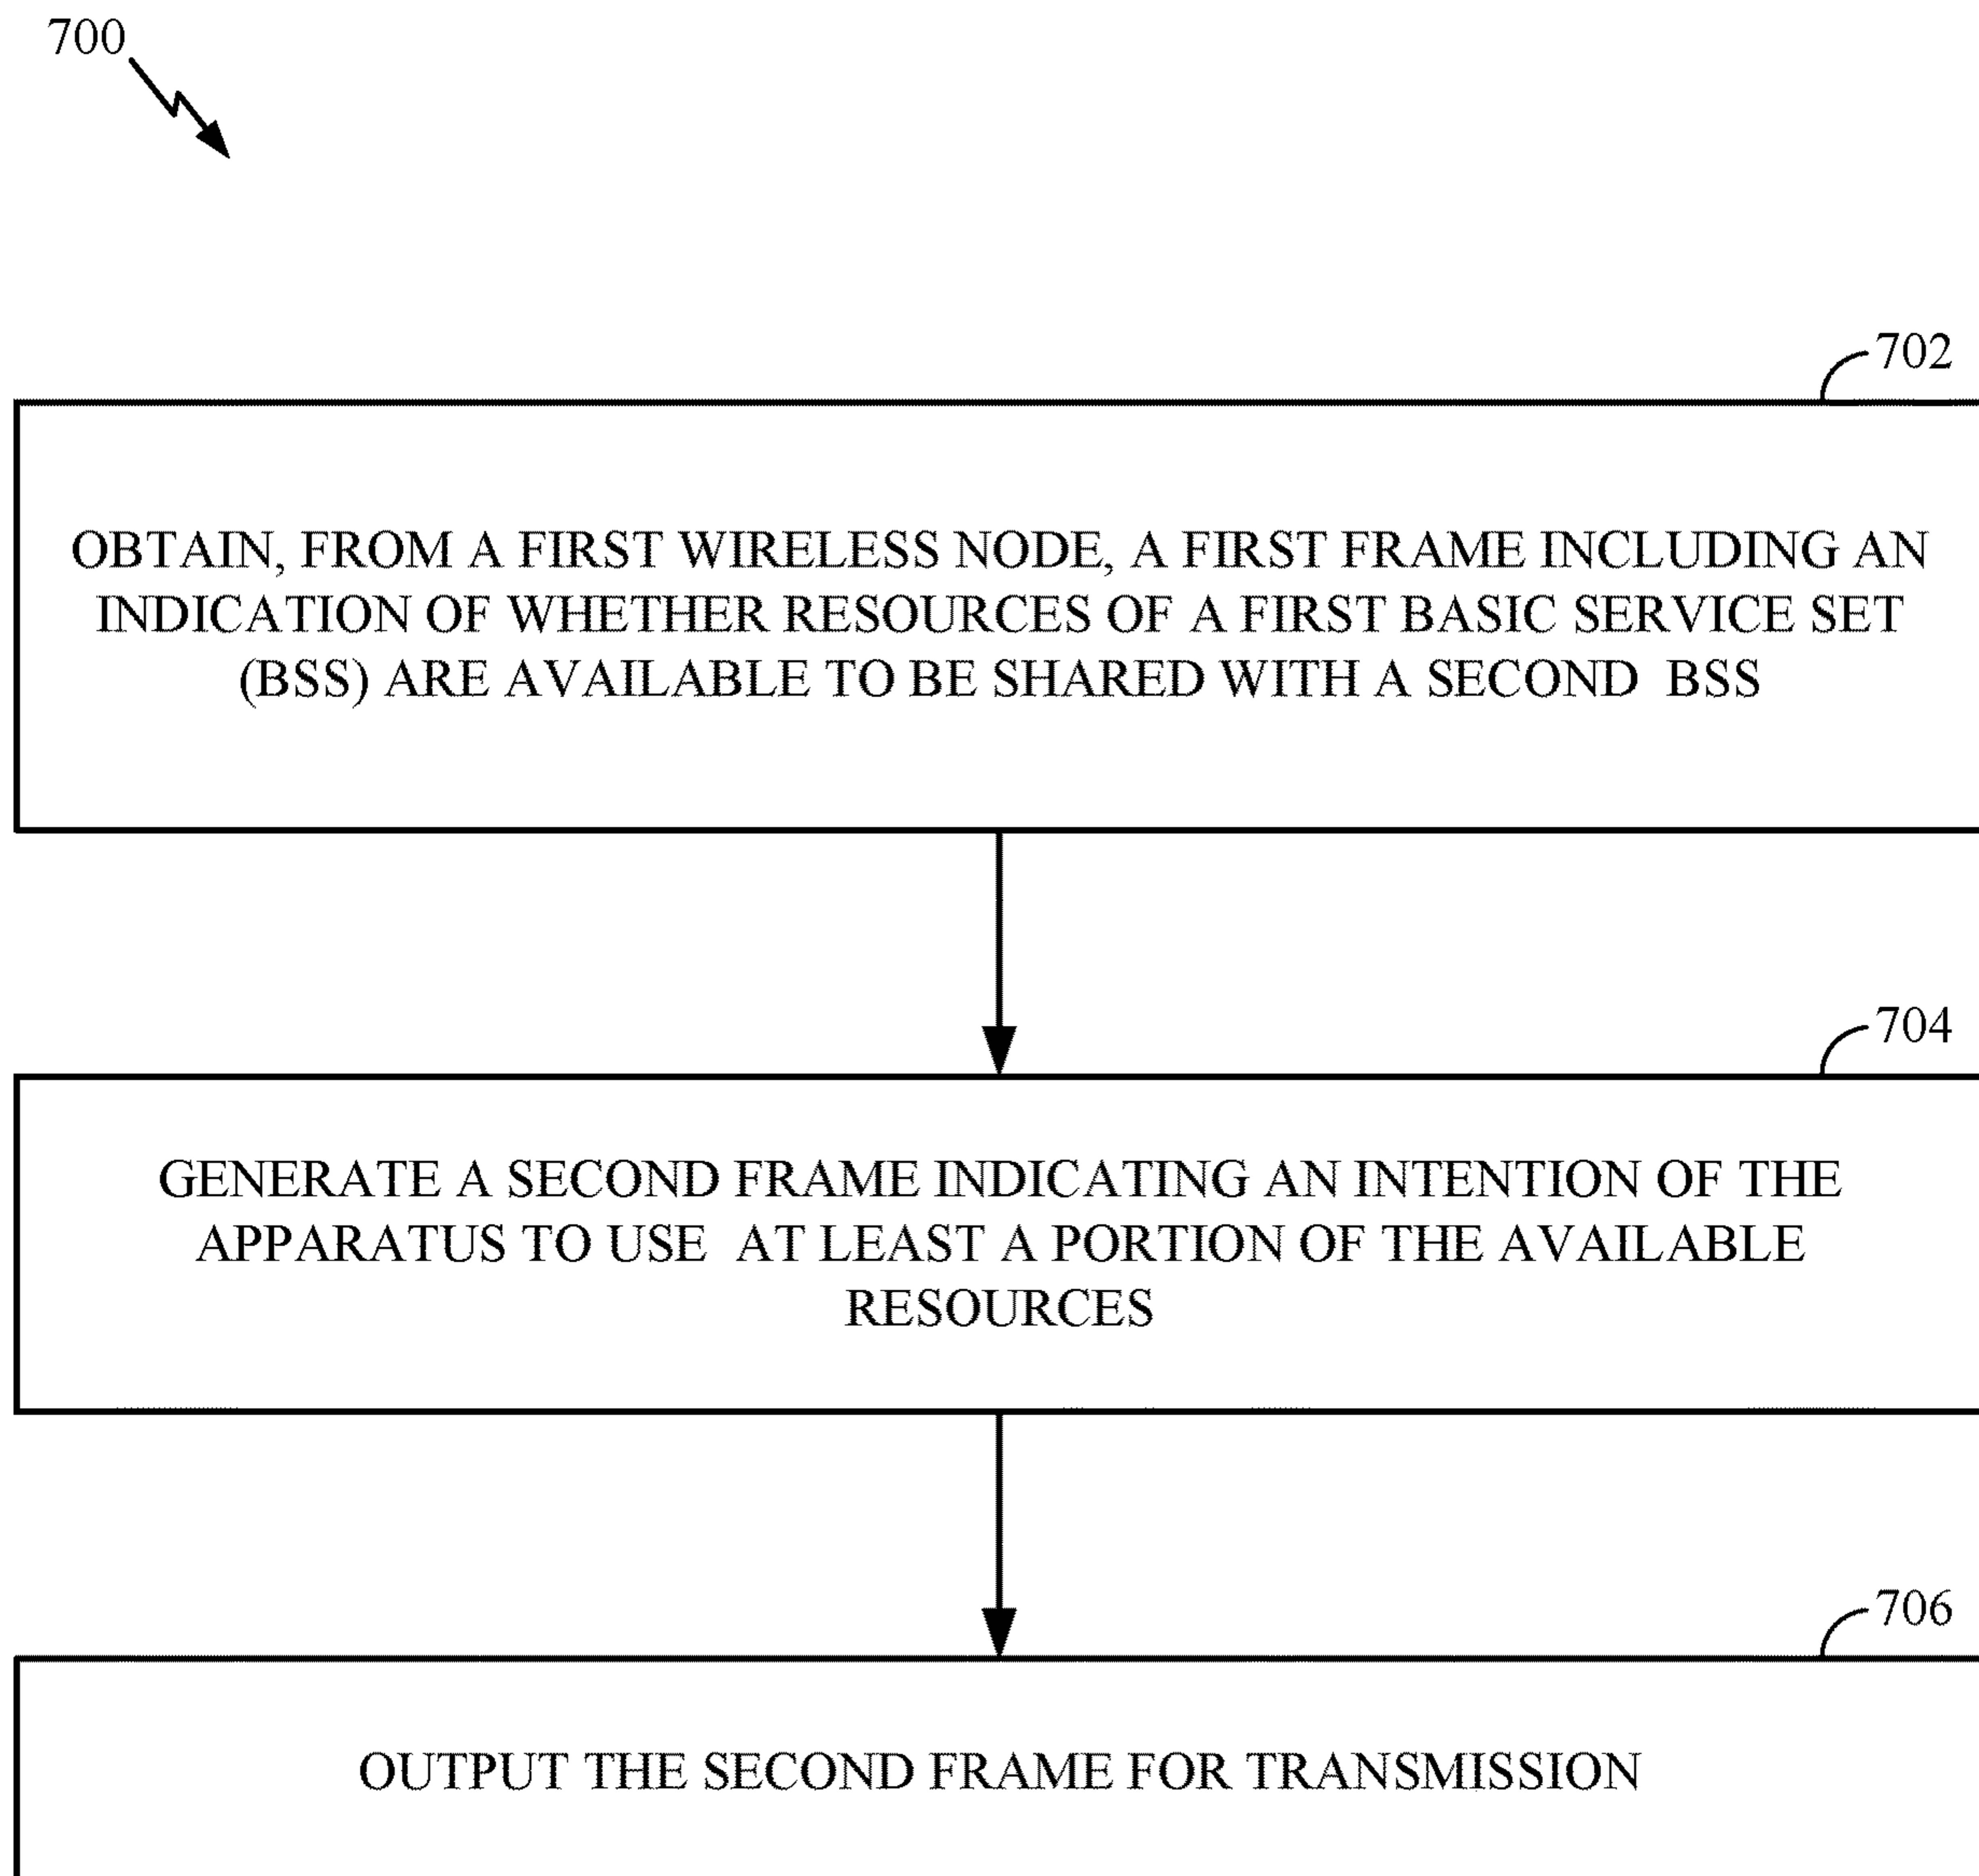 700
702
OBTAIN, FROM A FIRST WIRELESS NODE, A FIRST FRAME INCLUDING AN
INDICATION OF WHETHER RESOURCES OF A FIRST BASIC SERVICE SET
(BSS) ARE AVAILABLE TO BE SHARED WITH A SECOND BSS
704
GENERATE A SECOND FRAME INDICATING AN INTENTION OF THE
APPARATUS TO USE AT LEAST A PORTION OF THE AVAILABLE
RESOURCES
706
OUTPUT THE SECOND FRAME FOR TRANSMISSION